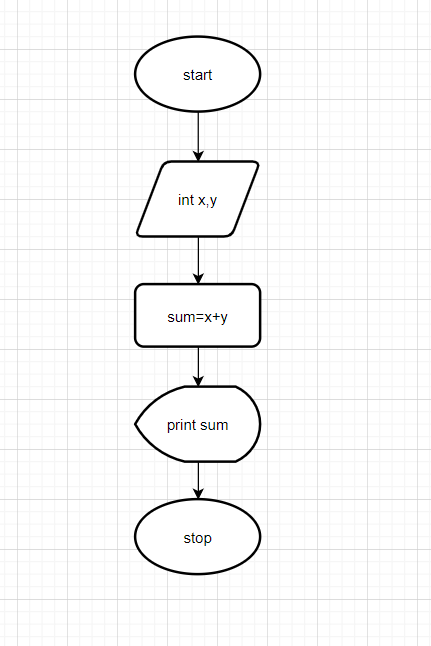 start
int x,y
sum=x+y
print sum
stop